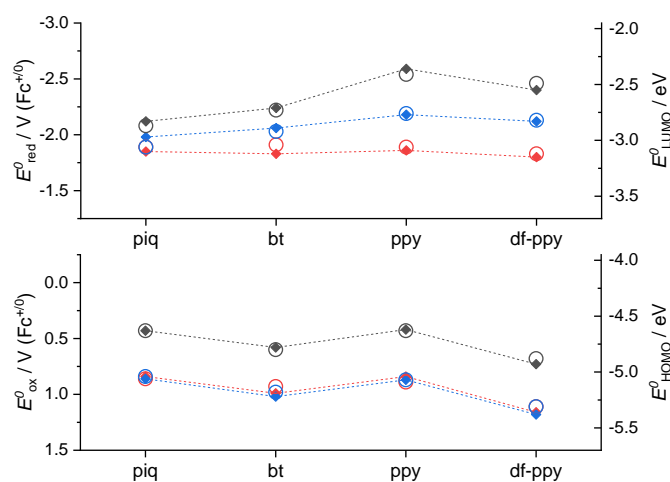 -3.0
-2.5
-2.0
-1.5
E⁰red / V (Fc⁺/⁰)
-2.0
-2.5
-3.0
-3.5
E⁰LUMO / eV
piq bt ppy df-ppy
0.0
0.5
1.0
1.5
E⁰ox / V (Fc⁺/⁰)
-4.0
-4.5
-5.0
-5.5
E⁰HOMO / eV
piq bt ppy df-ppy